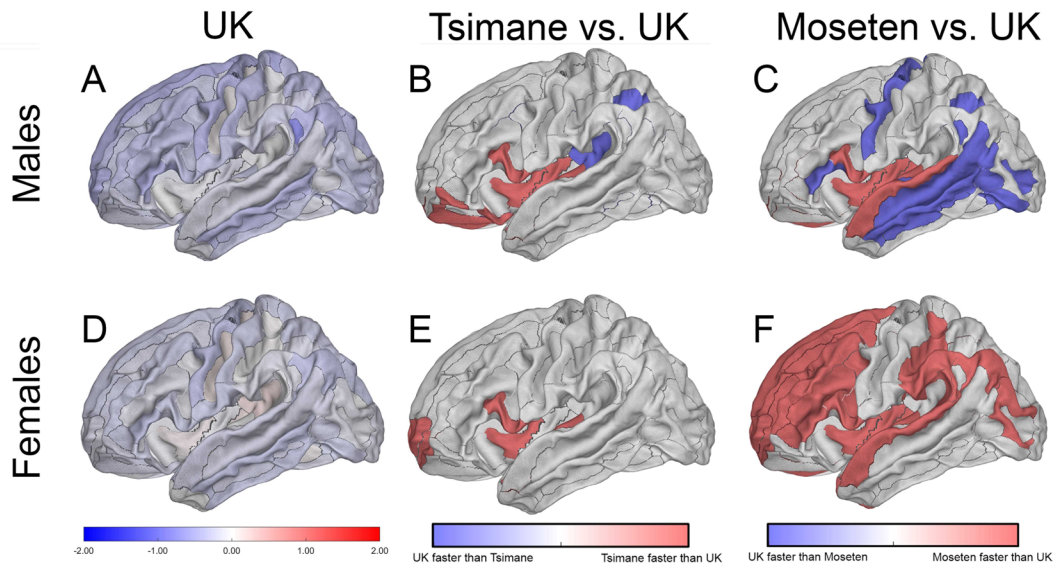 UK
Tsimane vs. UK
Moseten vs. UK
Males
A
B
C
Females
D
E
F
-2.00 -1.00 0.00 1.00 2.00
UK faster than Tsimane Tsimane faster than UK
UK faster than Moseten Moseten faster than UK